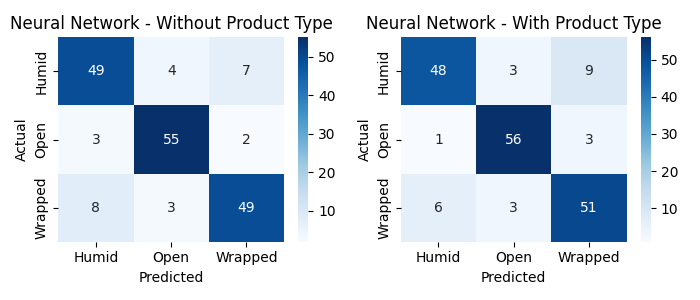 Neural Network - Without Product Type
Humid 49 4 7
Open 3 55 2
Wrapped 8 3 49
Actual
Humid Open Wrapped
Predicted
50
40
30
20
10
Neural Network - With Product Type
Humid 48 3 9
Open 1 56 3
Wrapped 6 3 51
Actual
Humid Open Wrapped
Predicted
50
40
30
20
10